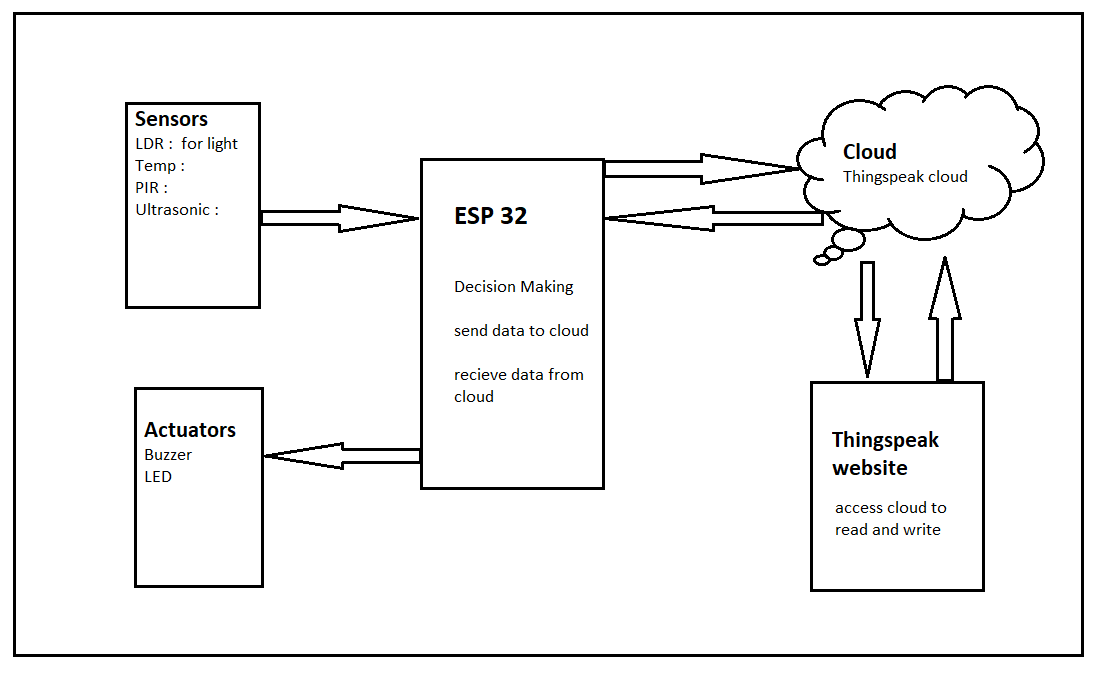 Sensors
LDR :  for light
Temp :
PIR :
Ultrasonic :
ESP 32
Decision Making
send data to cloud
recieve data from
cloud
Cloud
Thingspeak cloud
Actuators
Buzzer
LED
Thingspeak
website
access cloud to
read and write